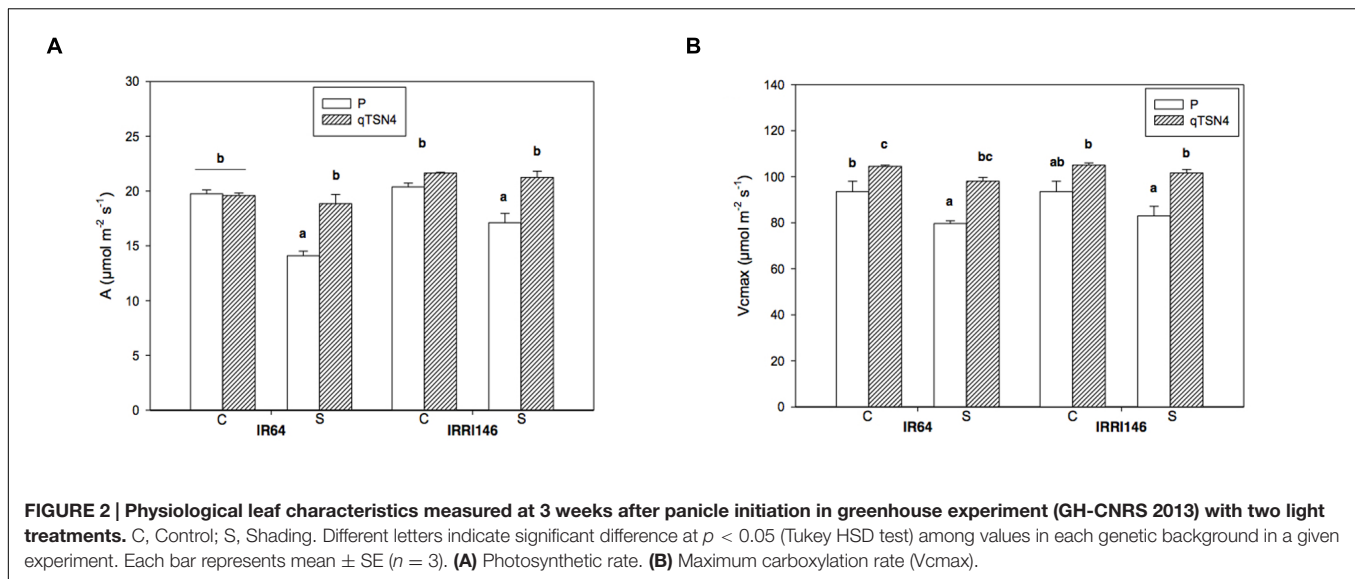 A
30
25
20
15
10
5
0
A (µmol m⁻² s⁻¹)
P
qTSN4
b
a
b
b
a
b
C
S
C
S
IR64
IRRI146
B
140
120
100
80
60
40
20
0
Vcmax (µmol m⁻² s⁻¹)
P
qTSN4
b
c
a
bc
ab
b
a
b
C
S
C
S
IR64
IRRI146
FIGURE 2 | Physiological leaf characteristics measured at 3 weeks after panicle initiation in greenhouse experiment (GH-CNRS 2013) with two light
treatments. C, Control; S, Shading. Different letters indicate significant difference at p < 0.05 (Tukey HSD test) among values in each genetic background in a given
experiment. Each bar represents mean ± SE (n = 3). (A) Photosynthetic rate. (B) Maximum carboxylation rate (Vcmax).